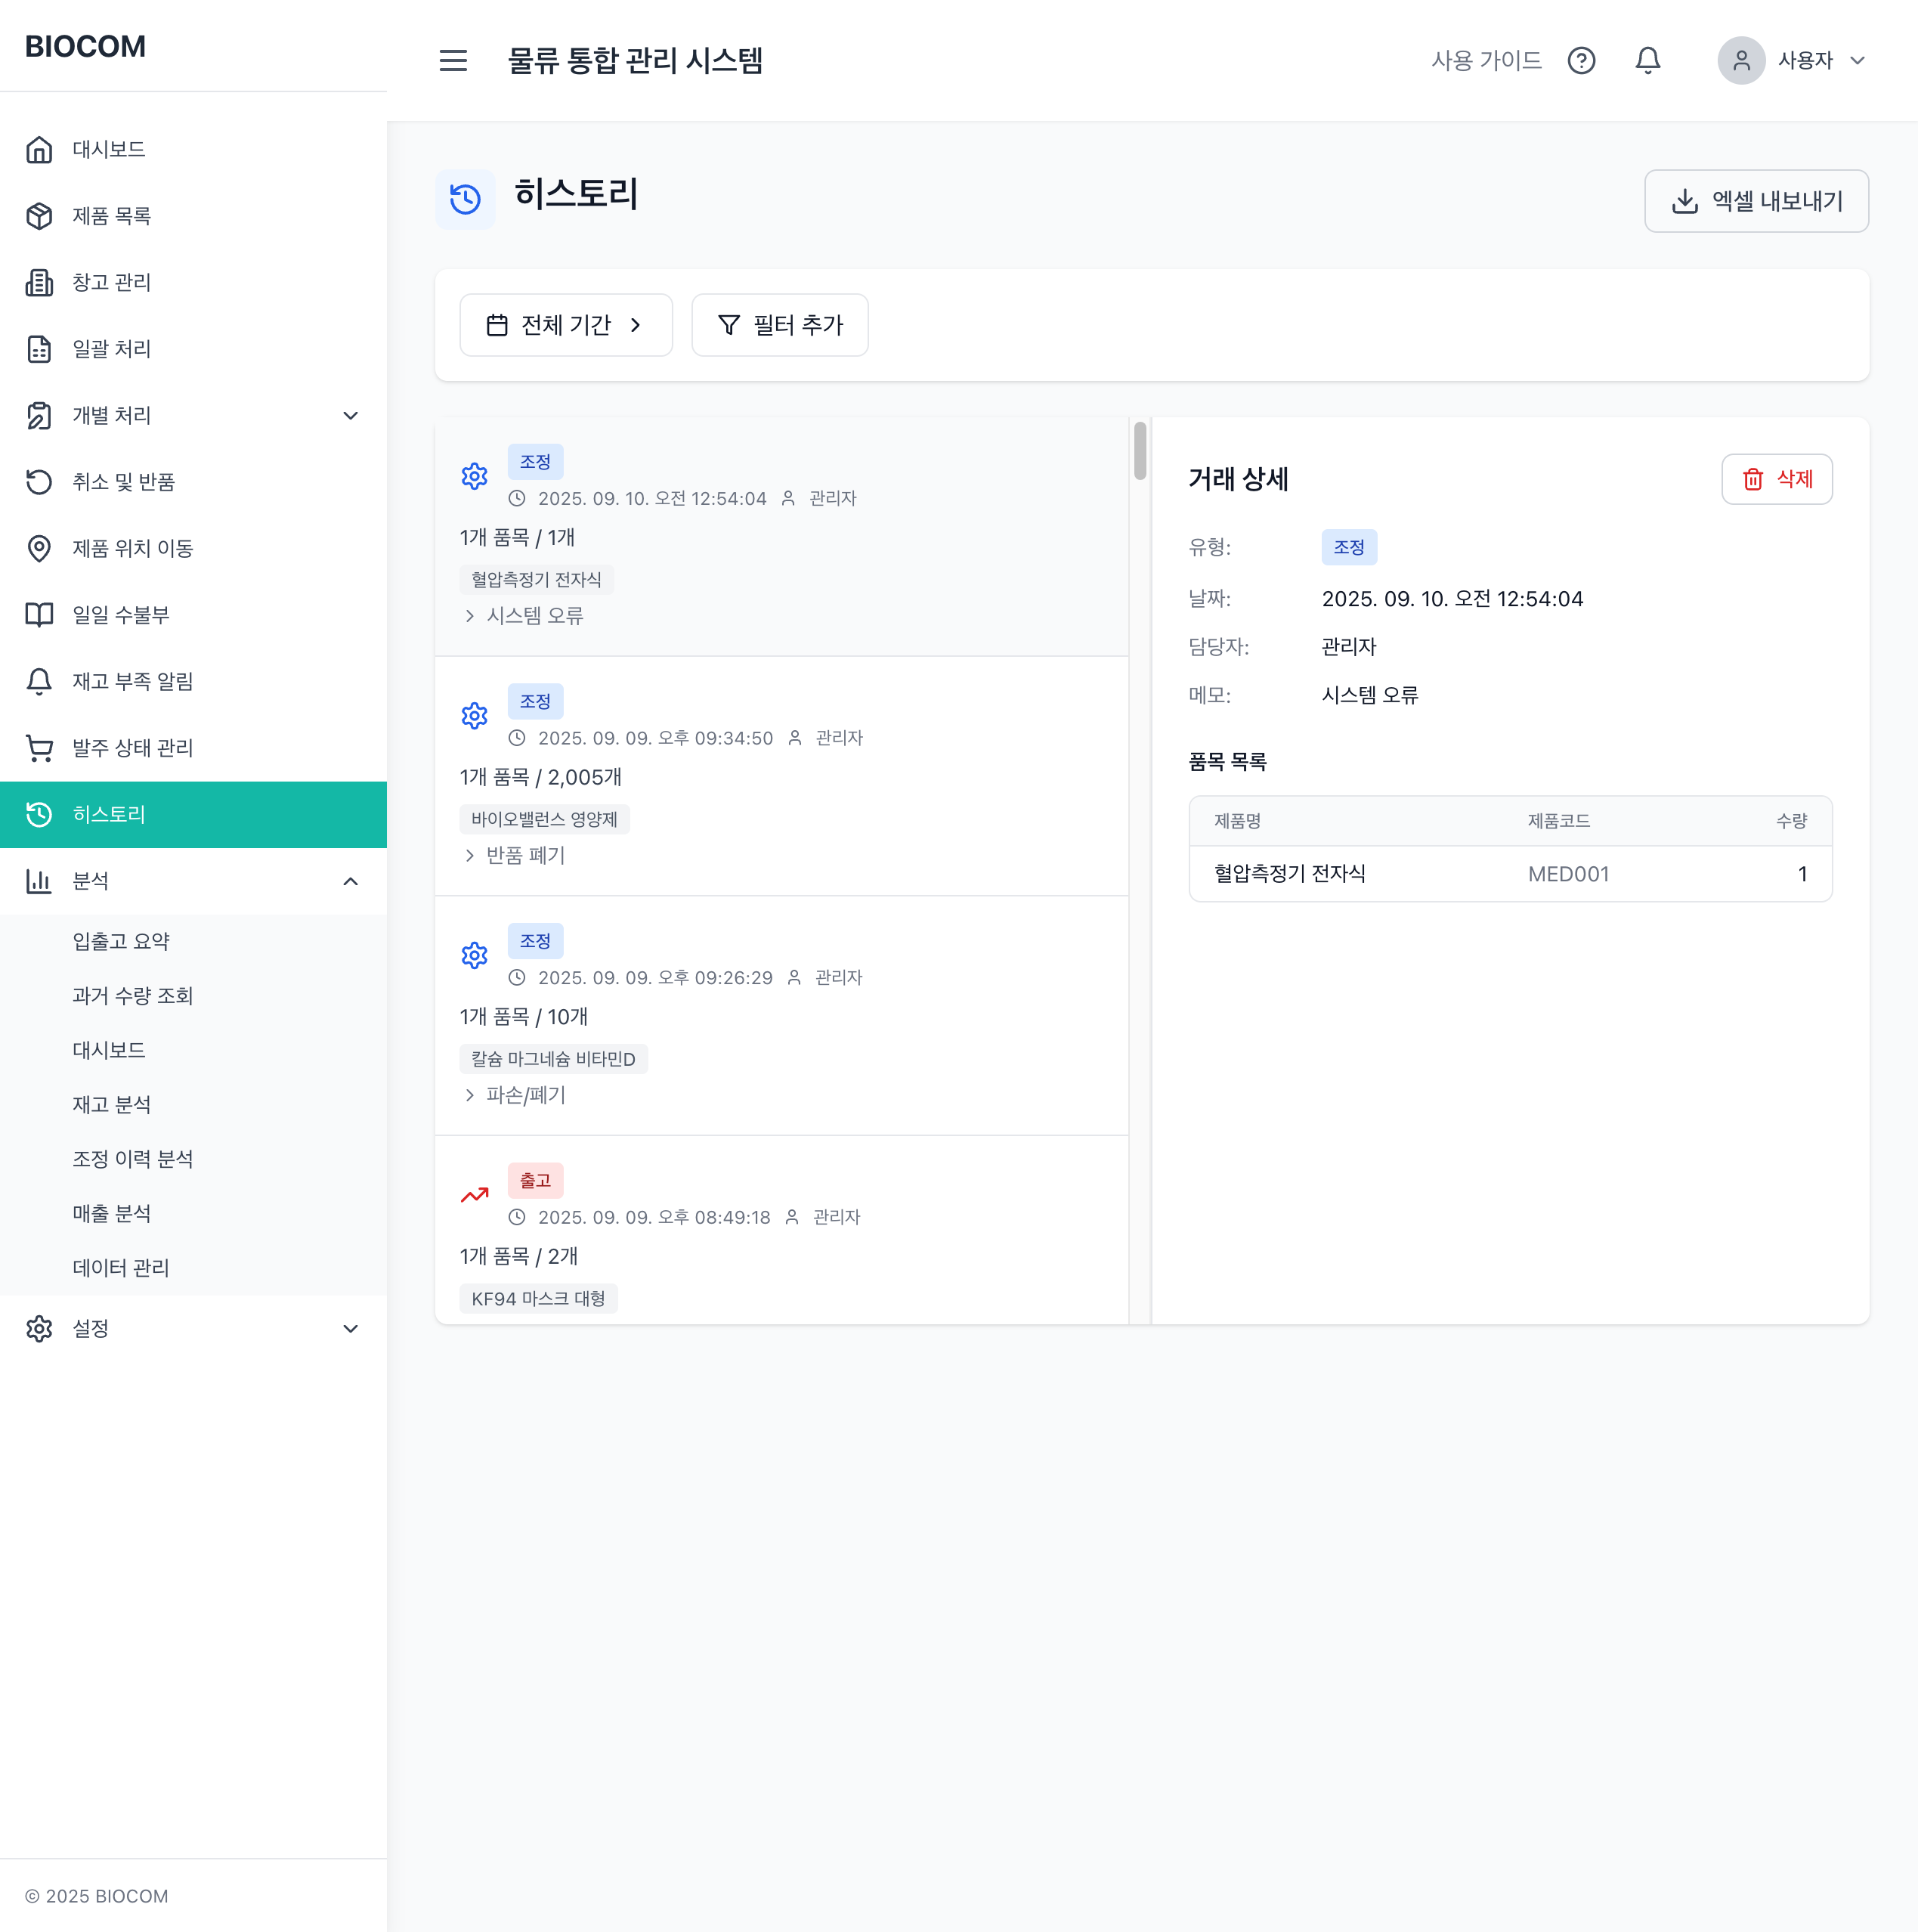 BIOCOM
물류 통합 관리 시스템
사용 가이드
사용자
대시보드
제품 목록
창고 관리
일괄 처리
개별 처리
취소 및 반품
제품 위치 이동
일일 수불부
재고 부족 알림
발주 상태 관리
히스토리
분석
입출고 요약
과거 수량 조회
대시보드
재고 분석
조정 이력 분석
매출 분석
데이터 관리
설정
© 2025 BIOCOM
히스토리
엑셀 내보내기
전체 기간
필터 추가
조정
2025. 09. 10. 오전 12:54:04 관리자
1개 품목 / 1개
혈압측정기 전자식
시스템 오류
조정
2025. 09. 09. 오후 09:34:50 관리자
1개 품목 / 2,005개
바이오밸런스 영양제
반품 폐기
조정
2025. 09. 09. 오후 09:26:29 관리자
1개 품목 / 10개
칼슘 마그네슘 비타민D
파손/폐기
출고
2025. 09. 09. 오후 08:49:18 관리자
1개 품목 / 2개
KF94 마스크 대형
거래 상세
삭제
유형: 조정
날짜: 2025. 09. 10. 오전 12:54:04
담당자: 관리자
메모: 시스템 오류
품목 목록
제품명 제품코드 수량
혈압측정기 전자식 MED001 1